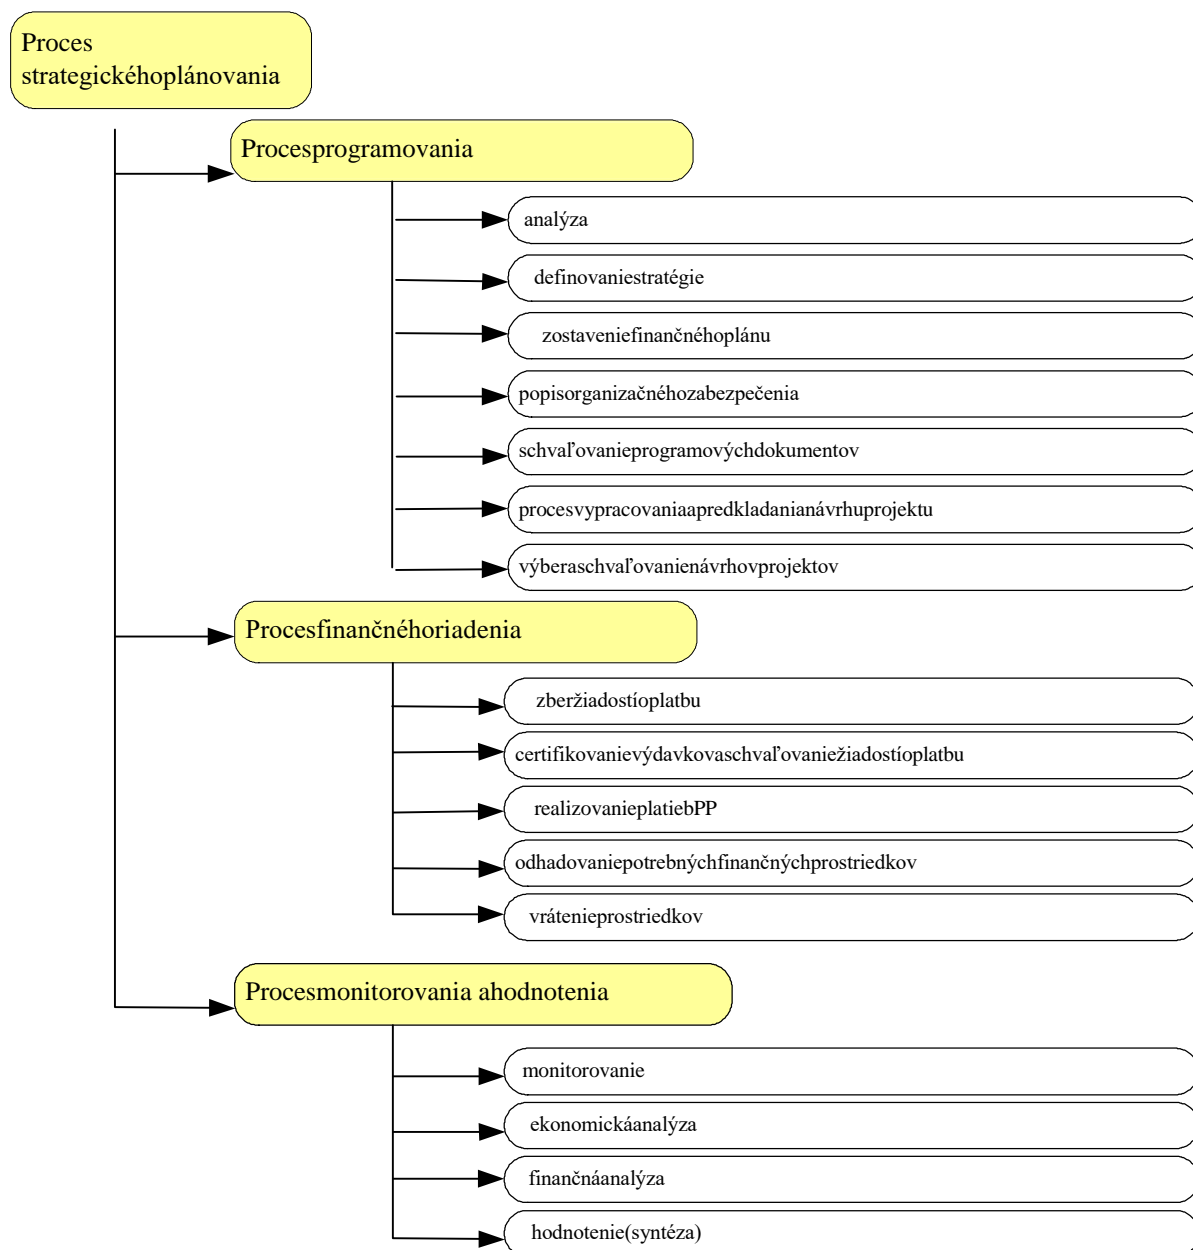 Proces
strategickéhoplánovania
Procesprogramovania
analýza
definovaniestratégie
zostaveniefinančnéhoplánu
popisorganizačnéhozabezpečenia
schvaľovanieprogramovýchdokumentov
procesvypracovaniaapredkladanianávrhuprojektu
výberaschvaľovanienávrhovprojektov
Procesfinančnéhoriadenia
zberžiadostíoplatbu
certifikovanievýdavkovaschvaľovaniežiadostíoplatbu
realizovanieplatiebPP
odhadovaniepotrebnýchfinančnýchprostriedkov
vrátenieprostriedkov
Procesmonitorovania ahodnotenia
monitorovanie
ekonomickáanalýza
finančnáanalýza
hodnotenie(syntéza)